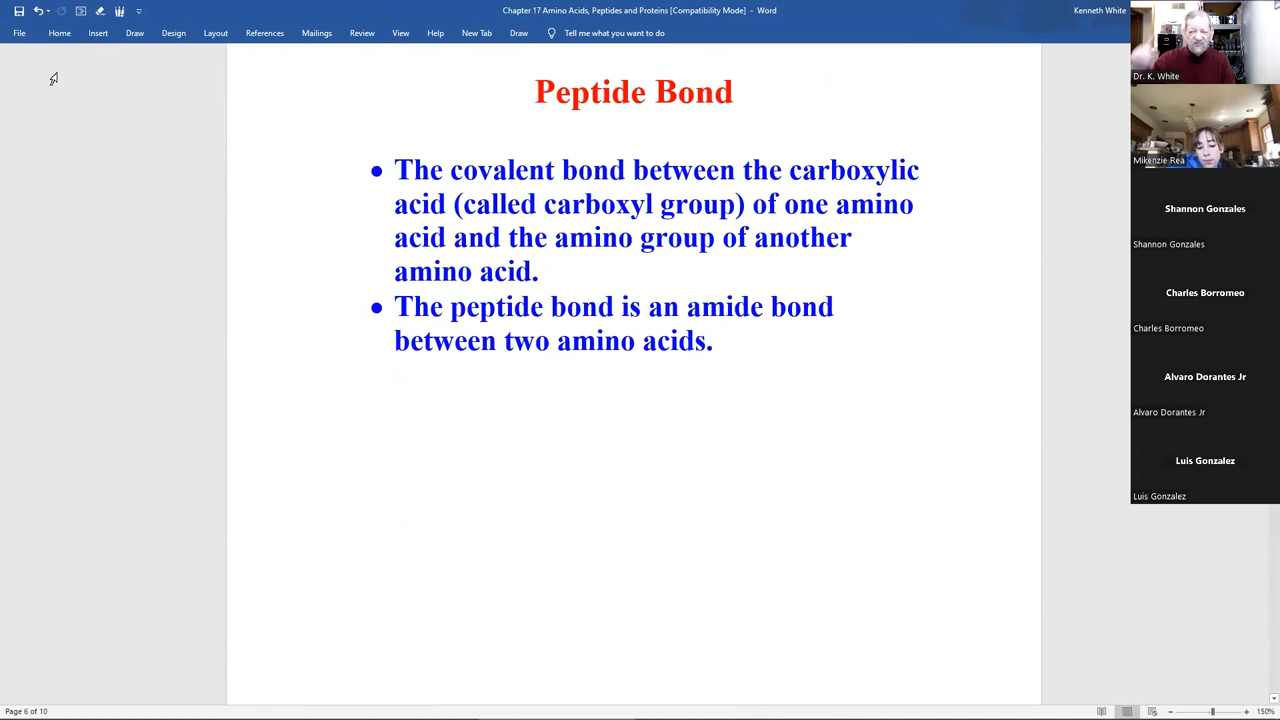 Chapter 17 Amino Acids, Peptides and Proteins [Compatibility Mode] - Word
Kenneth White
File Home Insert Draw Design Layout References Mailings Review View Help New Tab Draw Tell me what you want to do
Peptide Bond
• The covalent bond between the carboxylic
acid (called carboxyl group) of one amino
acid and the amino group of another
amino acid.
• The peptide bond is an amide bond
between two amino acids.
Dr. K. White
Mikenzie Rea
Shannon Gonzales
Shannon Gonzales
Charles Borromeo
Charles Borromeo
Alvaro Dorantes Jr
Alvaro Dorantes Jr
Luis Gonzalez
Luis Gonzalez
Page 6 of 10
150%